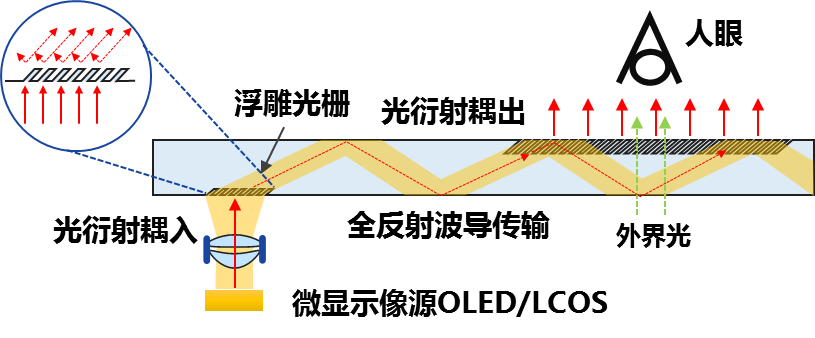 人眼
浮雕光栅
光衍射耦出
光衍射耦入
全反射波导传输
外界光
微显示像源OLED/LCOS